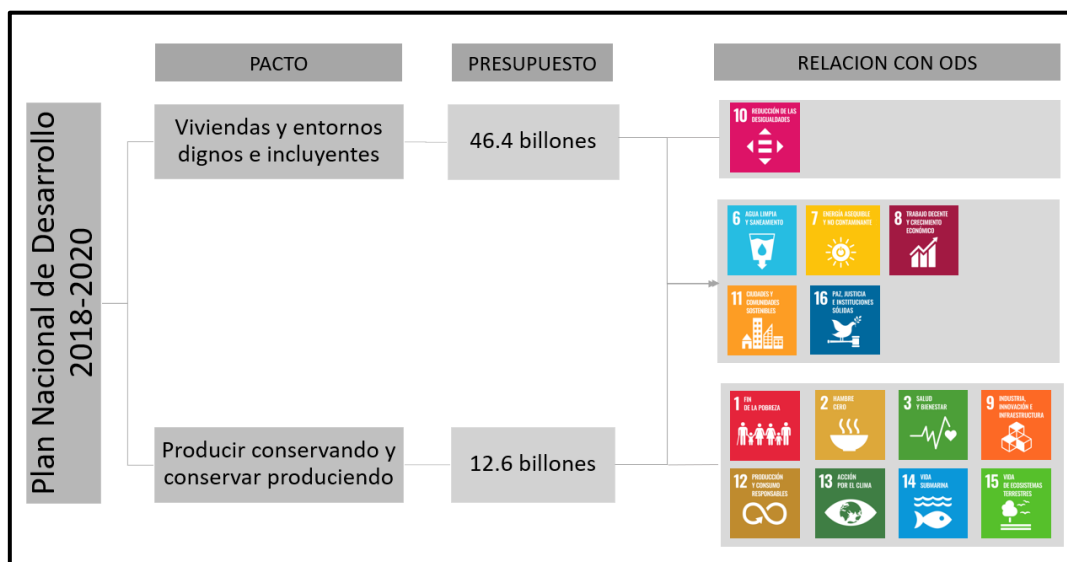 Plan Nacional de Desarrollo
2018-2020
PACTO
PRESUPUESTO
RELACION CON ODS
Viviendas y entornos
dignos e incluyentes
46.4 billones
10 REDUCCIÓN DE LAS
DESIGUALDADES
6 AGUA LIMPIA
Y SANEAMIENTO
7 ENERGÍA ASEQUIBLE
Y NO CONTAMINANTE
8 TRABAJO DECENTE
Y CRECIMIENTO
ECONÓMICO
11 CIUDADES Y
COMUNIDADES
SOSTENIBLES
16 PAZ, JUSTICIA
E INSTITUCIONES
SÓLIDAS
Producir conservando y
conservar produciendo
12.6 billones
1 FIN
DE LA POBREZA
2 HAMBRE
CERO
3 SALUD
Y BIENESTAR
9 INDUSTRIA,
INNOVACIÓN E
INFRAESTRUCTURA
12 PRODUCCIÓN
Y CONSUMO
RESPONSABLES
13 ACCIÓN
POR EL CLIMA
14 VIDA
SUBMARINA
15 VIDA
DE ECOSISTEMAS
TERRESTRES